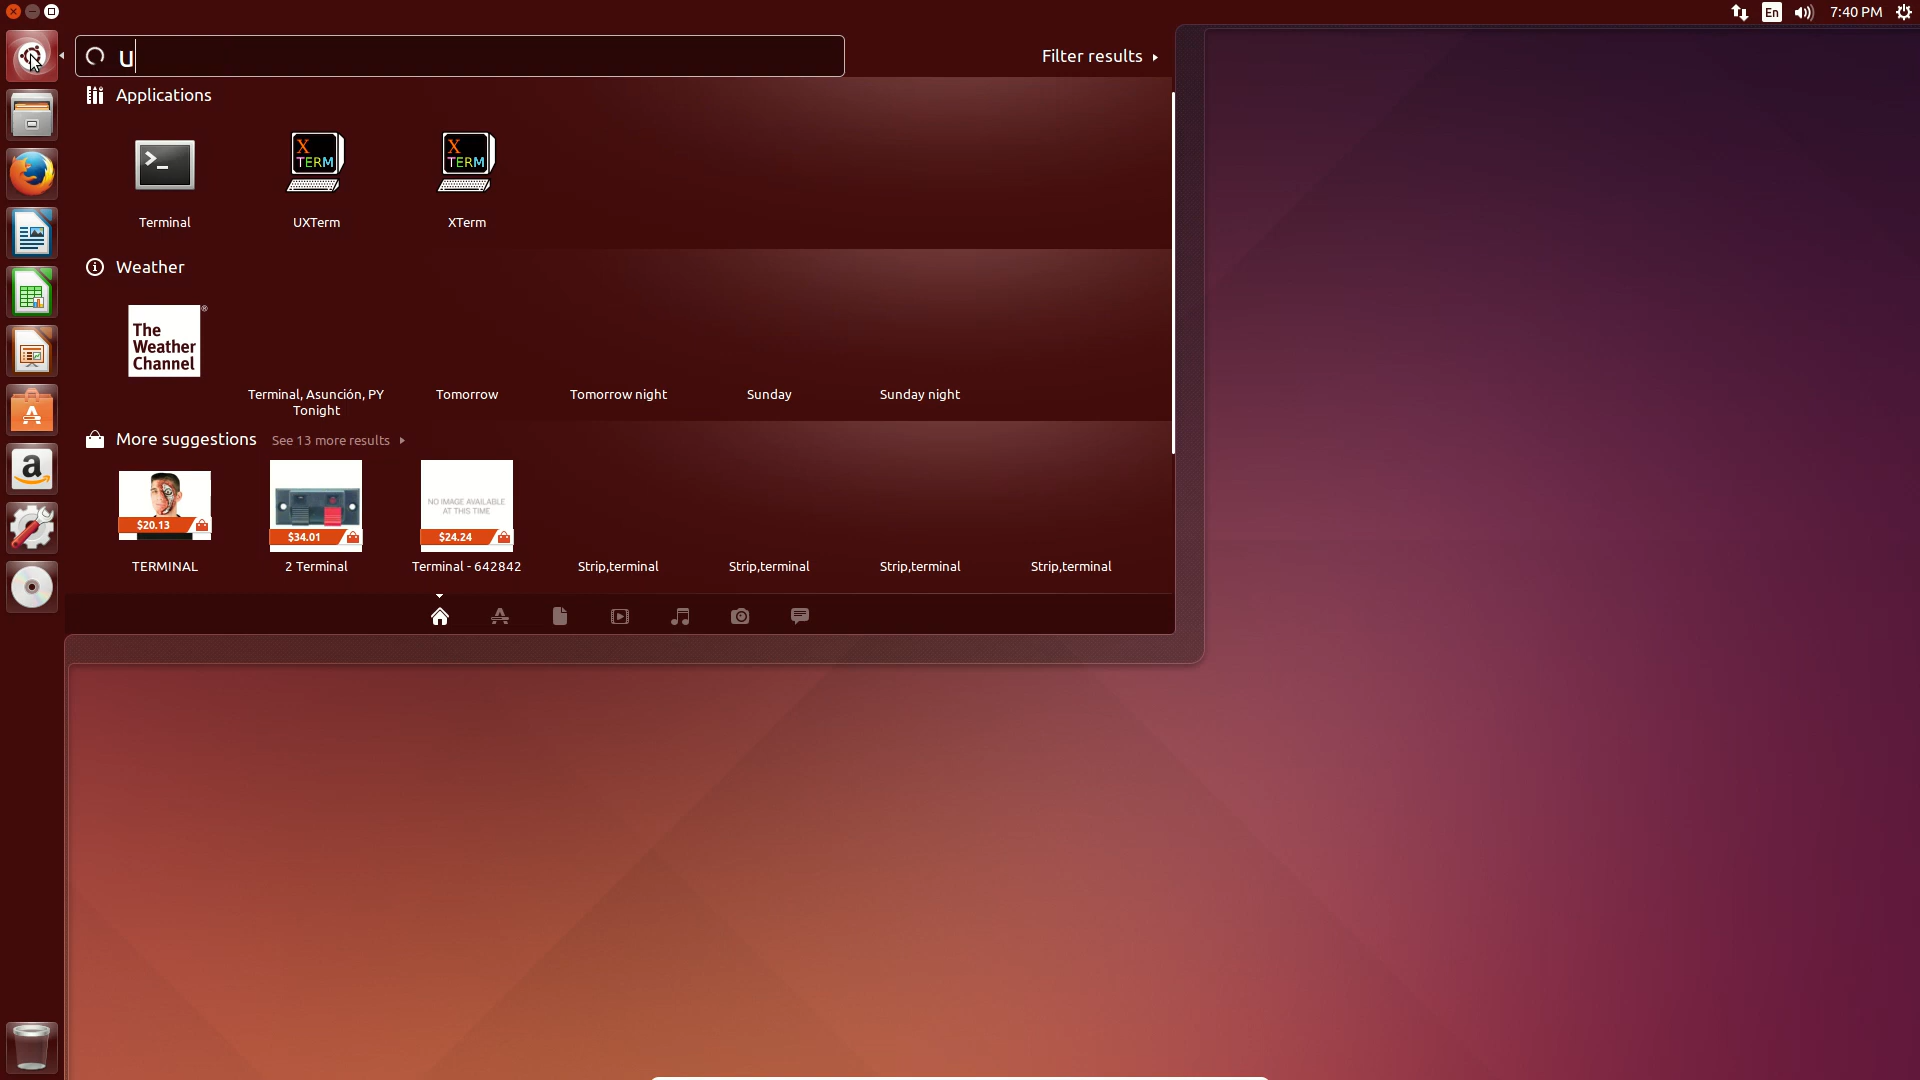 En
7:40 PM
u
Filter results
Applications
>_
X
TERM
X
TERM
Terminal
UXTerm
XTerm
Weather
The
Weather
Channel
®
Terminal, Asunción, PY
Tonight
Tomorrow
Tomorrow night
Sunday
Sunday night
More suggestions
See 13 more results
NO IMAGE AVAILABLE
AT THIS TIME
$20.13
$34.01
$24.24
TERMINAL
2 Terminal
Terminal - 642842
Strip,terminal
Strip,terminal
Strip,terminal
Strip,terminal
a